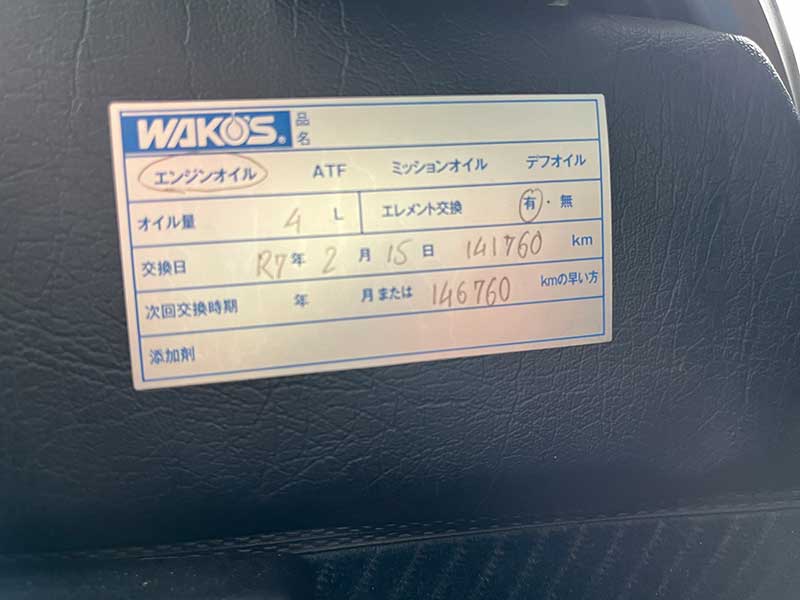 WAKO'S® 品名
エンジンオイル ATF ミッションオイル デフオイル
オイル量 4 L エレメント交換 有・無
交換日 R7年 2月 15日 141760 km
次回交換時期 年 月または 146760 kmの早い方
添加剤